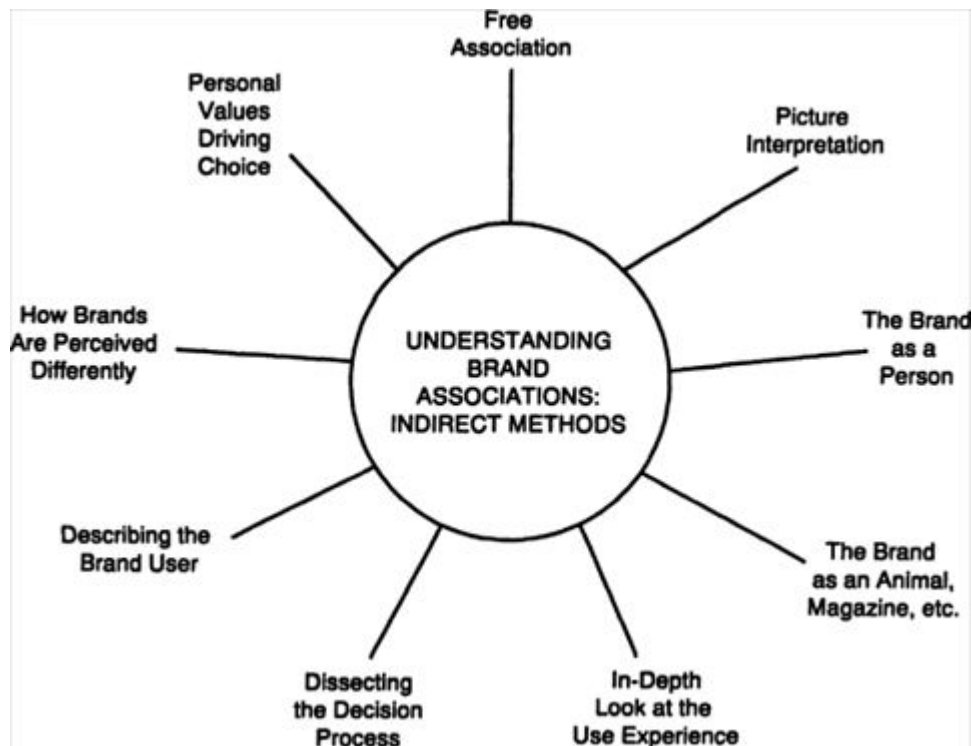 Free
Association
Picture
Interpretation
The Brand
as a
Person
The Brand
as an Animal,
Magazine, etc.
In-Depth
Look at the
Use Experience
Dissecting
the Decision
Process
Describing the
Brand User
How Brands
Are Perceived
Differently
Personal
Values
Driving
Choice
UNDERSTANDING
BRAND
ASSOCIATIONS:
INDIRECT METHODS